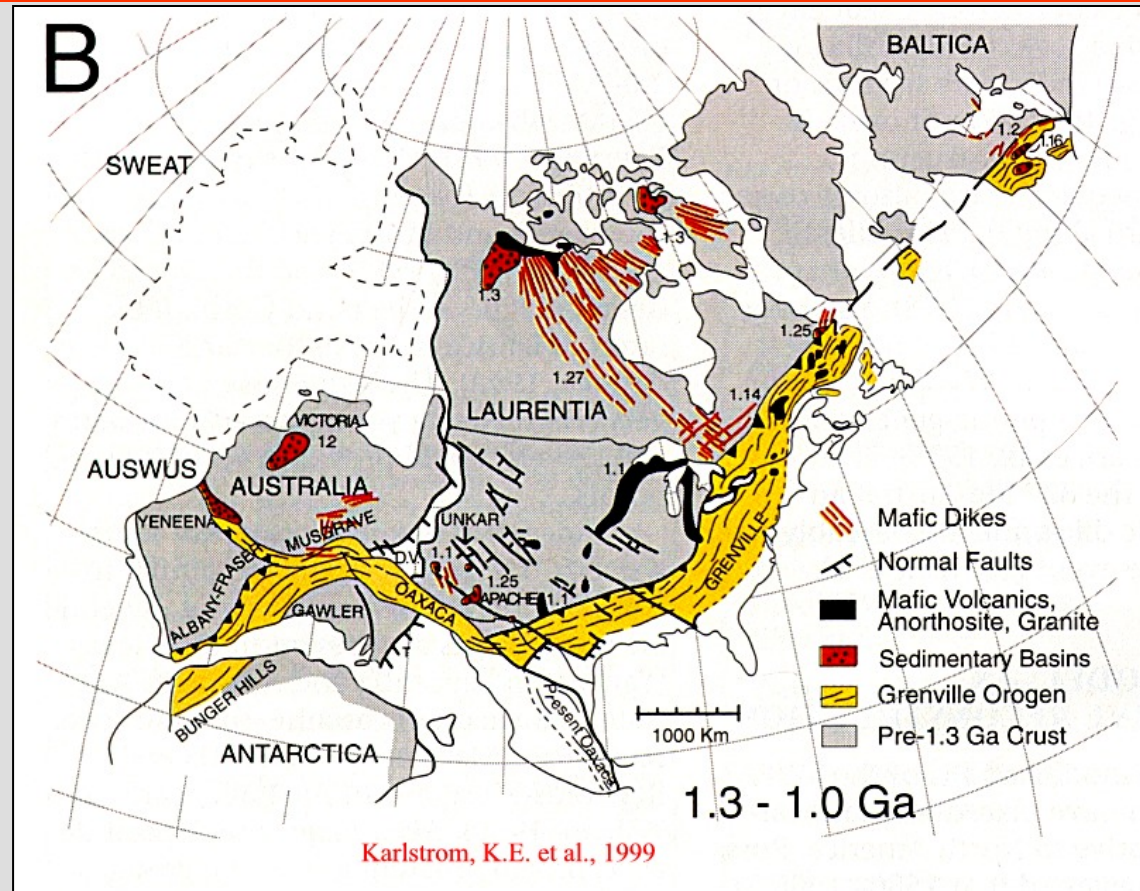 B
BALTICA
1.2
1.16
SWEAT
1.3
1.3
1.25
1.27
1.14
LAURENTIA
VICTORIA
1.2
AUSWUS
AUSTRALIA
1.1
YENEENA
MUSGRAVE
UNKAR
D.V.
1.1
ALBANY-FRASER
1.25
APACHE
1.1
OAXACA
GAWLER
GRENVILLE
BUNGER HILLS
ANTARCTICA
Present Oaxaca
Mafic Dikes
Normal Faults
Mafic Volcanics,
Anorthosite, Granite
Sedimentary Basins
Grenville Orogen
Pre-1.3 Ga Crust
1000 Km
1.3 - 1.0 Ga
Karlstrom, K.E. et al., 1999